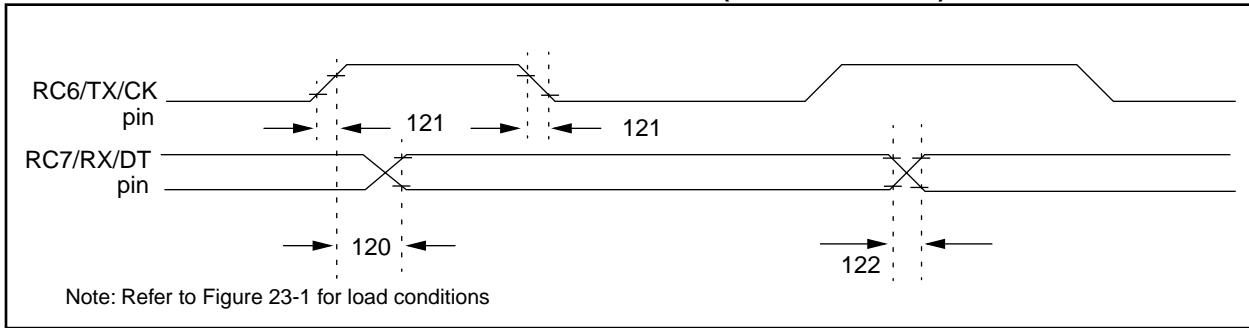 RC6/TX/CK
pin
121
121
RC7/RX/DT
pin
120
122
Note: Refer to Figure 23-1 for load conditions